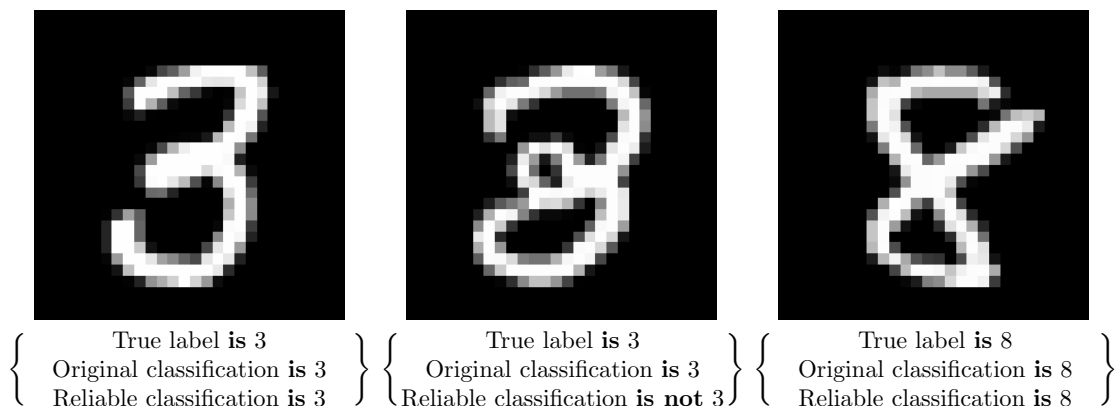 True label is 3
Original classification is 3
Reliable classification is 3
True label is 3
Original classification is 3
Reliable classification is not 3
True label is 8
Original classification is 8
Reliable classification is 8